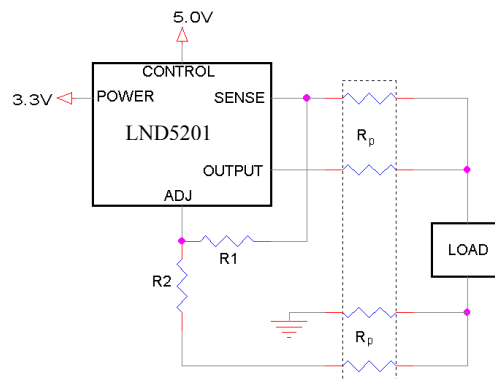 5.0V
CONTROL
3.3V
POWER
SENSE
LND5201
Rp
OUTPUT
ADJ
R1
LOAD
R2
Rp